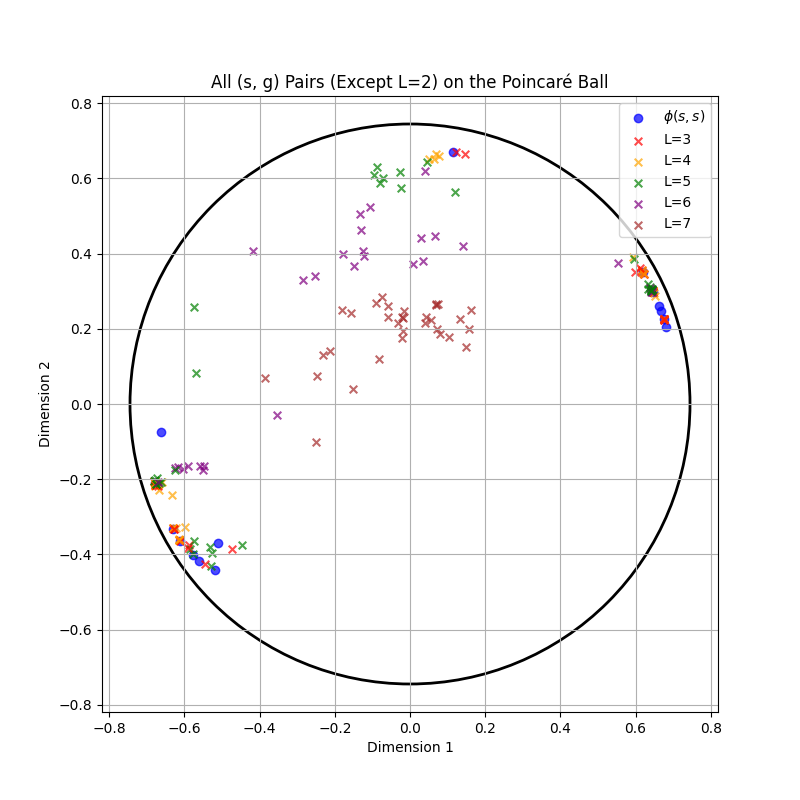 All (s, g) Pairs (Except L=2) on the Poincaré Ball
ϕ(s, s)
L=3
L=4
L=5
L=6
L=7
0.8
0.6
0.4
0.2
0.0
−0.2
−0.4
−0.6
−0.8
Dimension 2
−0.8 −0.6 −0.4 −0.2 0.0 0.2 0.4 0.6 0.8
Dimension 1